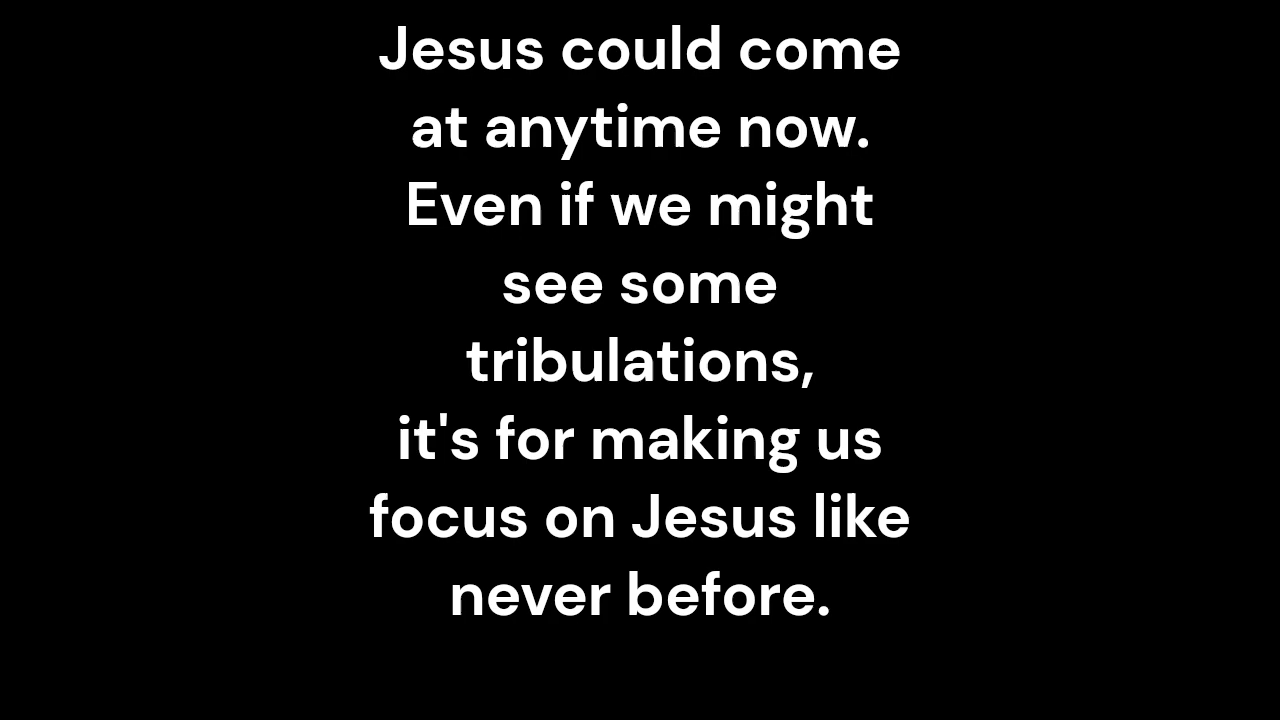 Jesus could come
at anytime now.
Even if we might
see some
tribulations,
it's for making us
focus on Jesus like
never before.